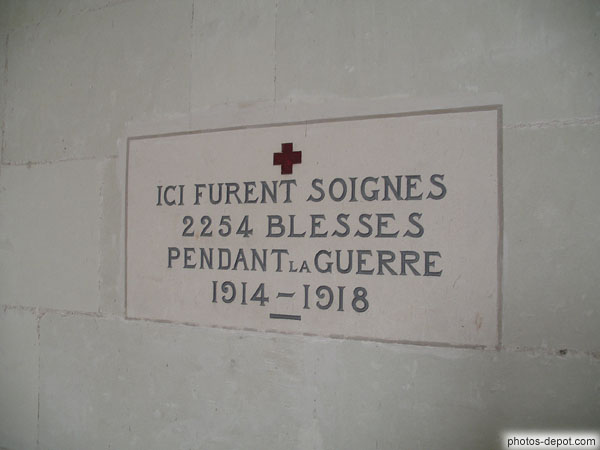 ICI FURENT SOIGNES
2254 BLESSES
PENDANT LA GUERRE
1914 – 1918
photos-depot.com